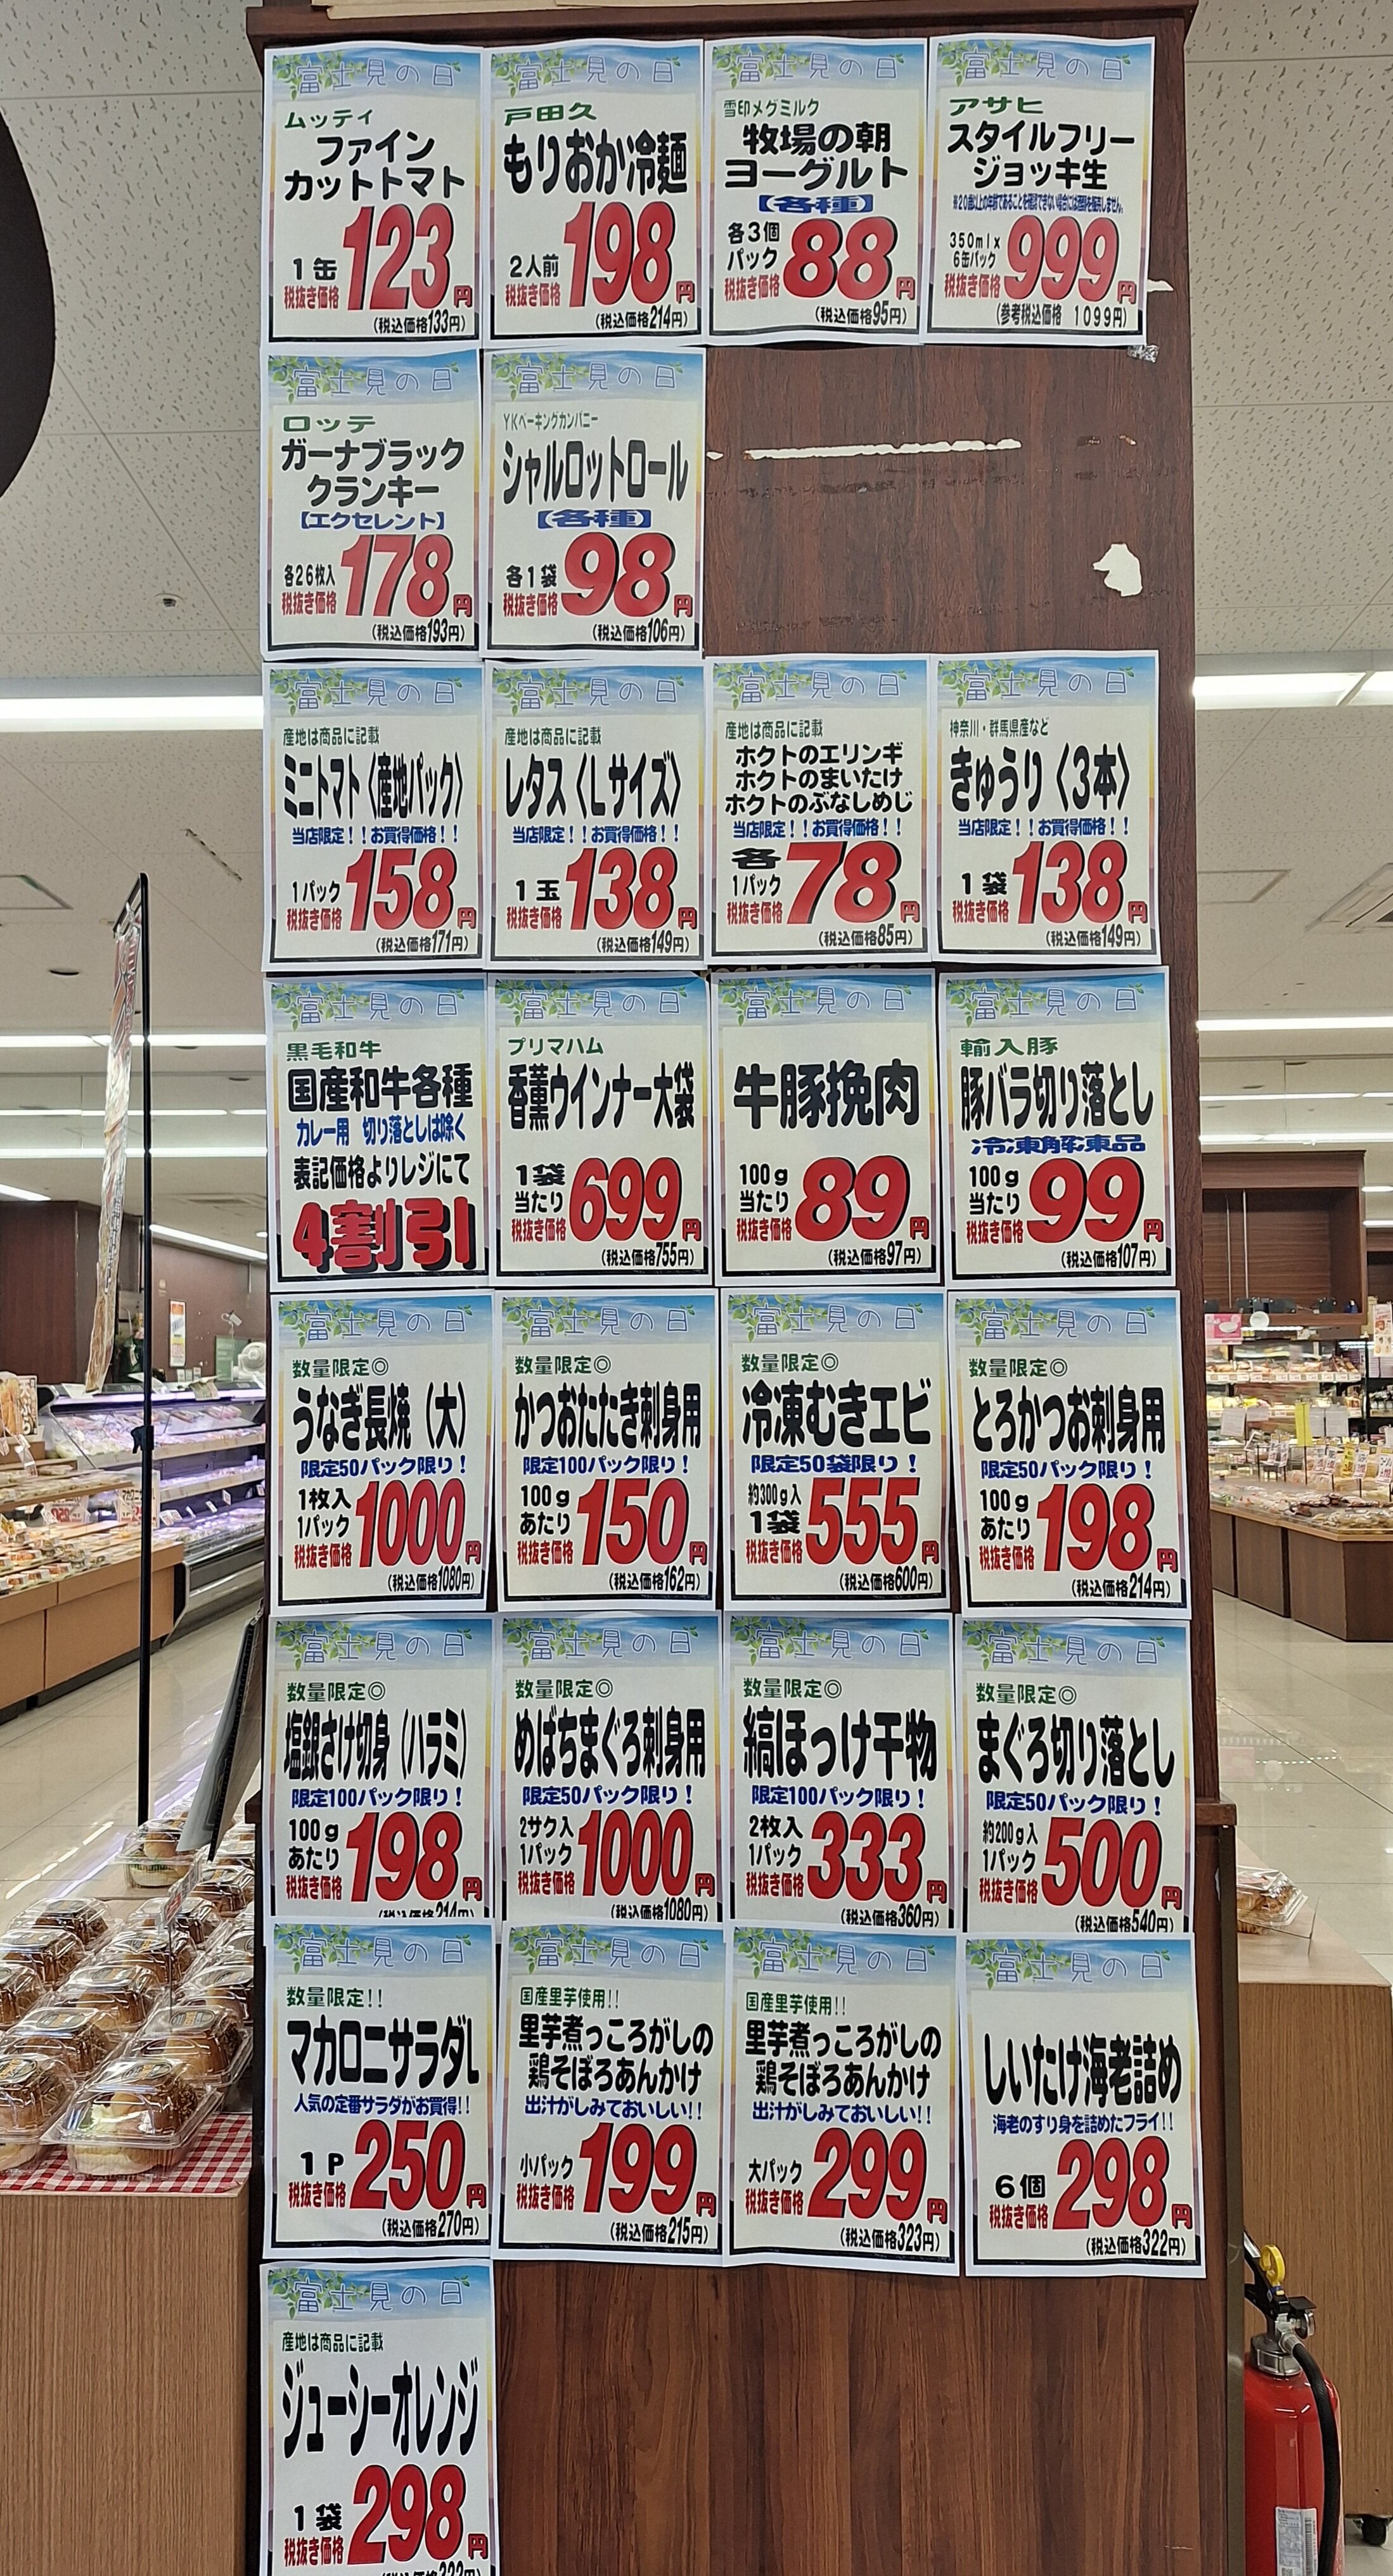 富士見の日
ムッティ
ファイン
カットトマト
1缶
税抜き価格
123円
(税込価格133円)
富士見の日
戸田久
もりおか冷麺
2人前
税抜き価格
198円
(税込価格214円)
富士見の日
雪印メグミルク
牧場の朝
ヨーグルト
【各種】
各3個
パック
税抜き価格
88円
(税込価格95円)
富士見の日
アサヒ
スタイルフリー
ジョッキ生
※20歳以上の年齢であることを確認できない場合には酒類を販売しません。
350ml×
6缶パック
税抜き価格
999円
(参考税込価格 1099円)
富士見の日
ロッテ
ガーナブラック
クランキー
【エクセレント】
各26枚入
税抜き価格
178円
(税込価格193円)
富士見の日
YKベーキングカンパニー
シャルロットロール
【各種】
各1袋
税抜き価格
98円
(税込価格106円)
富士見の日
産地は商品に記載
ミニトマト〈産地パック〉
当店限定!!お買得価格!!
1パック
税抜き価格
158円
(税込価格171円)
富士見の日
産地は商品に記載
レタス〈Lサイズ〉
当店限定!!お買得価格!!
1玉
税抜き価格
138円
(税込価格149円)
富士見の日
産地は商品に記載
ホクトのエリンギ
ホクトのまいたけ
ホクトのぶなしめじ
当店限定!!お買得価格!!
各
1パック
税抜き価格
78円
(税込価格85円)
富士見の日
神奈川・群馬県産など
きゅうり〈3本〉
当店限定!!お買得価格!!
1袋
税抜き価格
138円
(税込価格149円)
富士見の日
黒毛和牛
国産和牛各種
カレー用 切り落としは除く
表記価格よりレジにて
4割引
富士見の日
プリマハム
香薫ウインナー大袋
1袋
当たり
税抜き価格
699円
(税込価格755円)
富士見の日
牛豚挽肉
100g
当たり
税抜き価格
89円
(税込価格97円)
富士見の日
輸入豚
豚バラ切り落とし
冷凍解凍品
100g
当たり
税抜き価格
99円
(税込価格107円)
富士見の日
数量限定◎
うなぎ長焼(大)
限定50パック限り!
1枚入
1パック
税抜き価格
1000円
(税込価格1080円)
富士見の日
数量限定◎
かつおたたき刺身用
限定100パック限り!
100g
あたり
税抜き価格
150円
(税込価格162円)
富士見の日
数量限定◎
冷凍むきエビ
限定50袋限り!
約300g入
1袋
税抜き価格
555円
(税込価格600円)
富士見の日
数量限定◎
とろかつお刺身用
限定50パック限り!
100g
あたり
税抜き価格
198円
(税込価格214円)
富士見の日
数量限定◎
塩銀さけ切身(ハラミ)
限定100パック限り!
100g
あたり
税抜き価格
198円
(税込価格214円)
富士見の日
数量限定◎
めばちまぐろ刺身用
限定50パック限り!
2サク入
1パック
税抜き価格
1000円
(税込価格1080円)
富士見の日
数量限定◎
縞ほっけ干物
限定100パック限り!
2枚入
1パック
税抜き価格
333円
(税込価格360円)
富士見の日
数量限定◎
まぐろ切り落とし
限定50パック限り!
約200g入
1パック
税抜き価格
500円
(税込価格540円)
富士見の日
数量限定!!
マカロニサラダL
人気の定番サラダがお買得!!
1P
税抜き価格
250円
(税込価格270円)
富士見の日
国産里芋使用!!
里芋煮っころがしの
鶏そぼろあんかけ
出汁がしみておいしい!!
小パック
税抜き価格
199円
(税込価格215円)
富士見の日
国産里芋使用!!
里芋煮っころがしの
鶏そぼろあんかけ
出汁がしみておいしい!!
大パック
税抜き価格
299円
(税込価格323円)
富士見の日
しいたけ海老詰め
海老のすり身を詰めたフライ!!
6個
税抜き価格
298円
(税込価格322円)
富士見の日
産地は商品に記載
ジューシーオレンジ
1袋
税抜き価格
298円